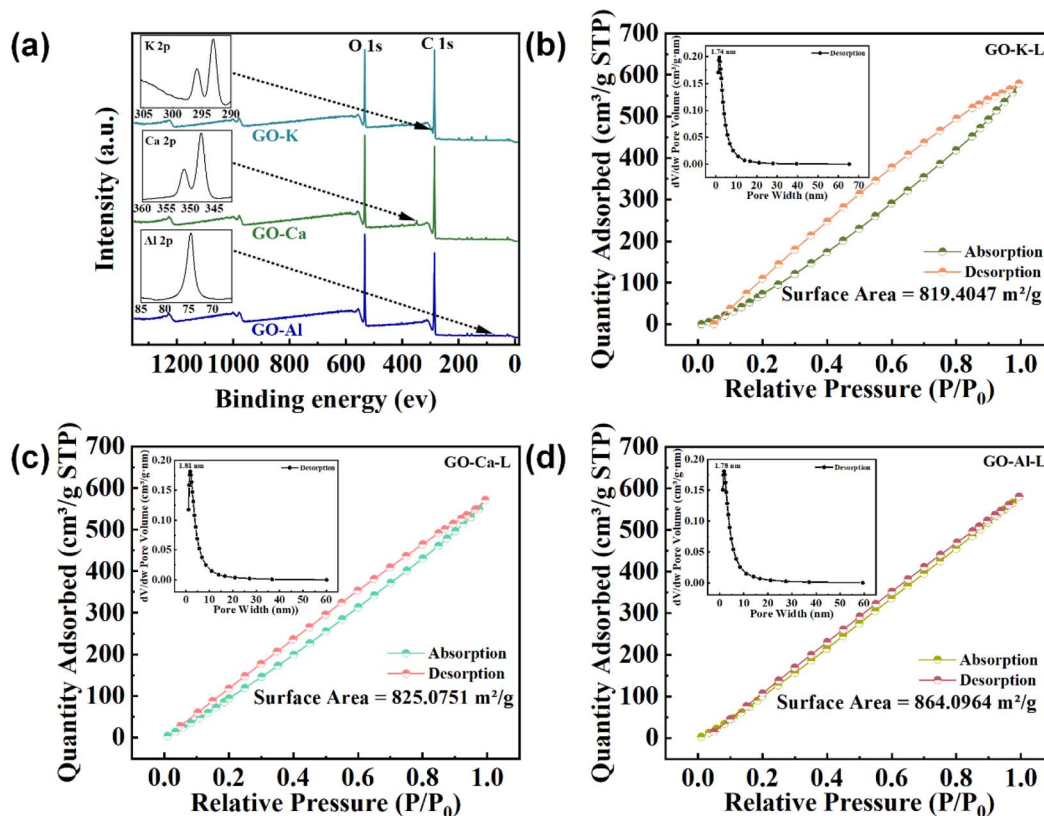 (a)
K 2p
305 300 295 290
Ca 2p
360 350 345
Al 2p
85 80 75 70
O 1s
C 1s
GO-K
GO-Ca
GO-Al
Intensity (a.u.)
1200 1000 800 600 400 200 0
Binding energy (ev)
(b)
GO-K-L
Quantity Adsorbed (cm³/g STP)
700
600
500
400
300
200
100
0
1.74 nm
Desorption
dV/dw Pore Volume (cm³/g·nm)
0.20
0.15
0.10
0.05
0.00
0 10 20 30 40 50 60 70
Pore Width (nm)
Absorption
Desorption
Surface Area = 819.4047 m²/g
0.0 0.2 0.4 0.6 0.8 1.0
Relative Pressure (P/P₀)
(c)
GO-Ca-L
Quantity Adsorbed (cm³/g STP)
700
600
500
400
300
200
100
0
1.81 nm
Desorption
dV/dw Pore Volume (cm³/g·nm)
0.20
0.15
0.10
0.05
0.00
0 10 20 30 40 50 60
Pore Width (nm))
Absorption
Desorption
Surface Area = 825.0751 m²/g
0.0 0.2 0.4 0.6 0.8 1.0
Relative Pressure (P/P₀)
(d)
GO-Al-L
Quantity Adsorbed (cm³/g STP)
700
600
500
400
300
200
100
0
1.78 nm
Desorption
dV/dw Pore Volume (cm³/g·nm)
0.20
0.15
0.10
0.05
0.00
0 10 20 30 40 50 60
Pore Width (nm)
Absorption
Desorption
Surface Area = 864.0964 m²/g
0.0 0.2 0.4 0.6 0.8 1.0
Relative Pressure (P/P₀)